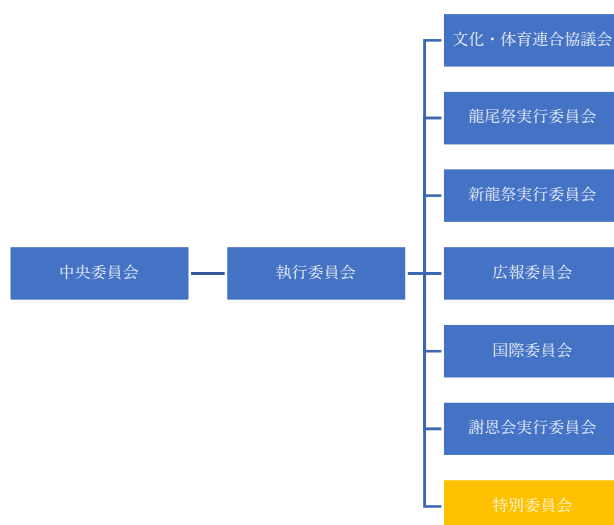 文化・体育連合協議会
龍尾祭実行委員会
新龍祭実行委員会
中央委員会
執行委員会
広報委員会
国際委員会
謝恩会実行委員会
特別委員会